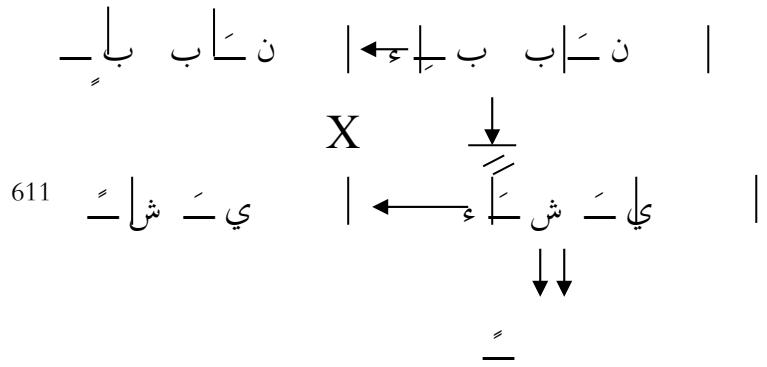 | ن ـَـ | ب ب ـِـ | ء ← | ن ـَـ | ب ب | ـٍـ
X
| ي | ـَـ ش ـَـ | ء ← | ي ـَـ ش | ـًـ 611
ـًـ